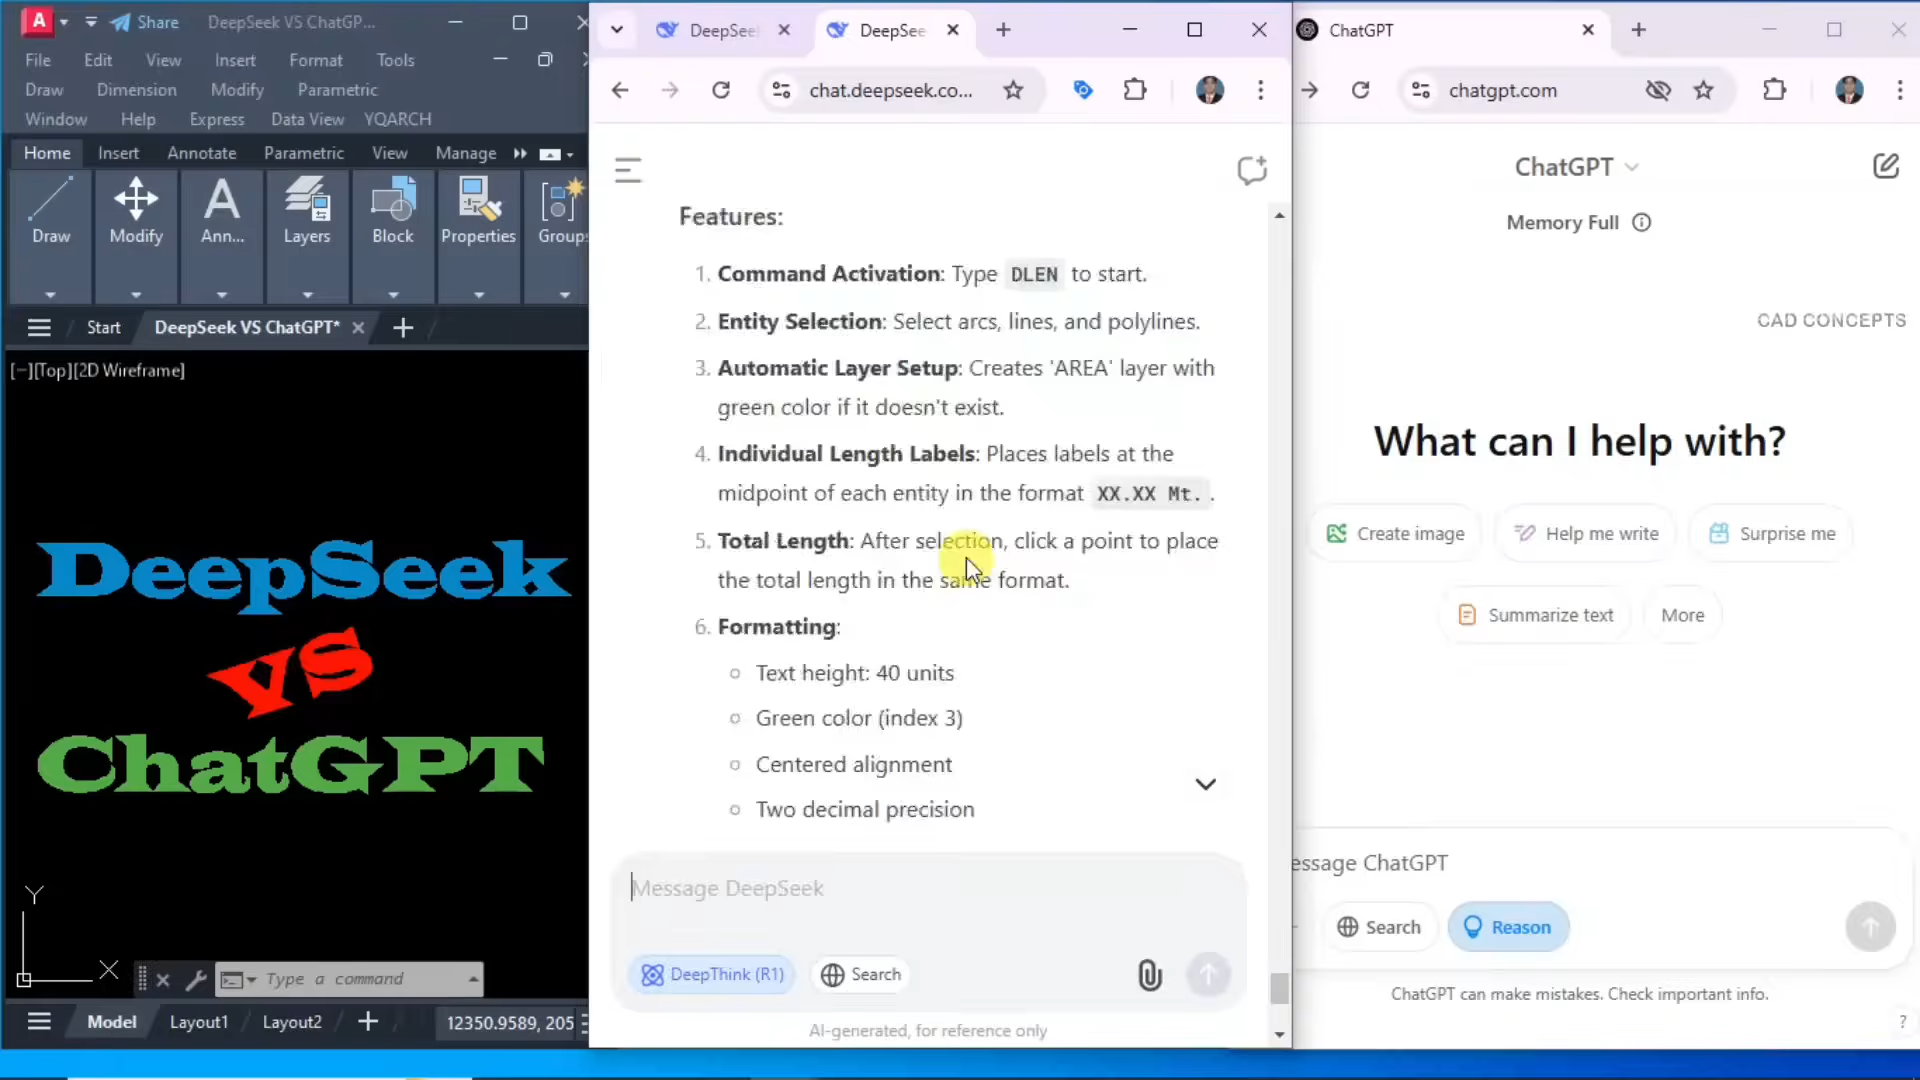 A
Share
DeepSeek VS ChatGP...
File Edit View Insert Format Tools
Draw Dimension Modify Parametric
Window Help Express Data View YQARCH
Home Insert Annotate Parametric View Manage
A
Draw Modify Ann... Layers Block Properties Group
Start DeepSeek VS ChatGPT*
[−][Top][2D Wireframe]
DeepSeek
VS
ChatGPT
Y
X
Type a command
Model Layout1 Layout2
12350.9589, 205
DeepSee
DeepSee
chat.deepseek.co...
Features:
1. Command Activation: Type DLEN to start.
2. Entity Selection: Select arcs, lines, and polylines.
3. Automatic Layer Setup: Creates 'AREA' layer with
green color if it doesn't exist.
4. Individual Length Labels: Places labels at the
midpoint of each entity in the format XX.XX Mt. .
5. Total Length: After selection, click a point to place
the total length in the same format.
6. Formatting:
Text height: 40 units
Green color (index 3)
Centered alignment
Two decimal precision
Message DeepSeek
DeepThink (R1)
Search
AI-generated, for reference only
ChatGPT
chatgpt.com
ChatGPT
Memory Full
CAD CONCEPTS
What can I help with?
Create image
Help me write
Surprise me
Summarize text
More
essage ChatGPT
Search
Reason
ChatGPT can make mistakes. Check important info.
?